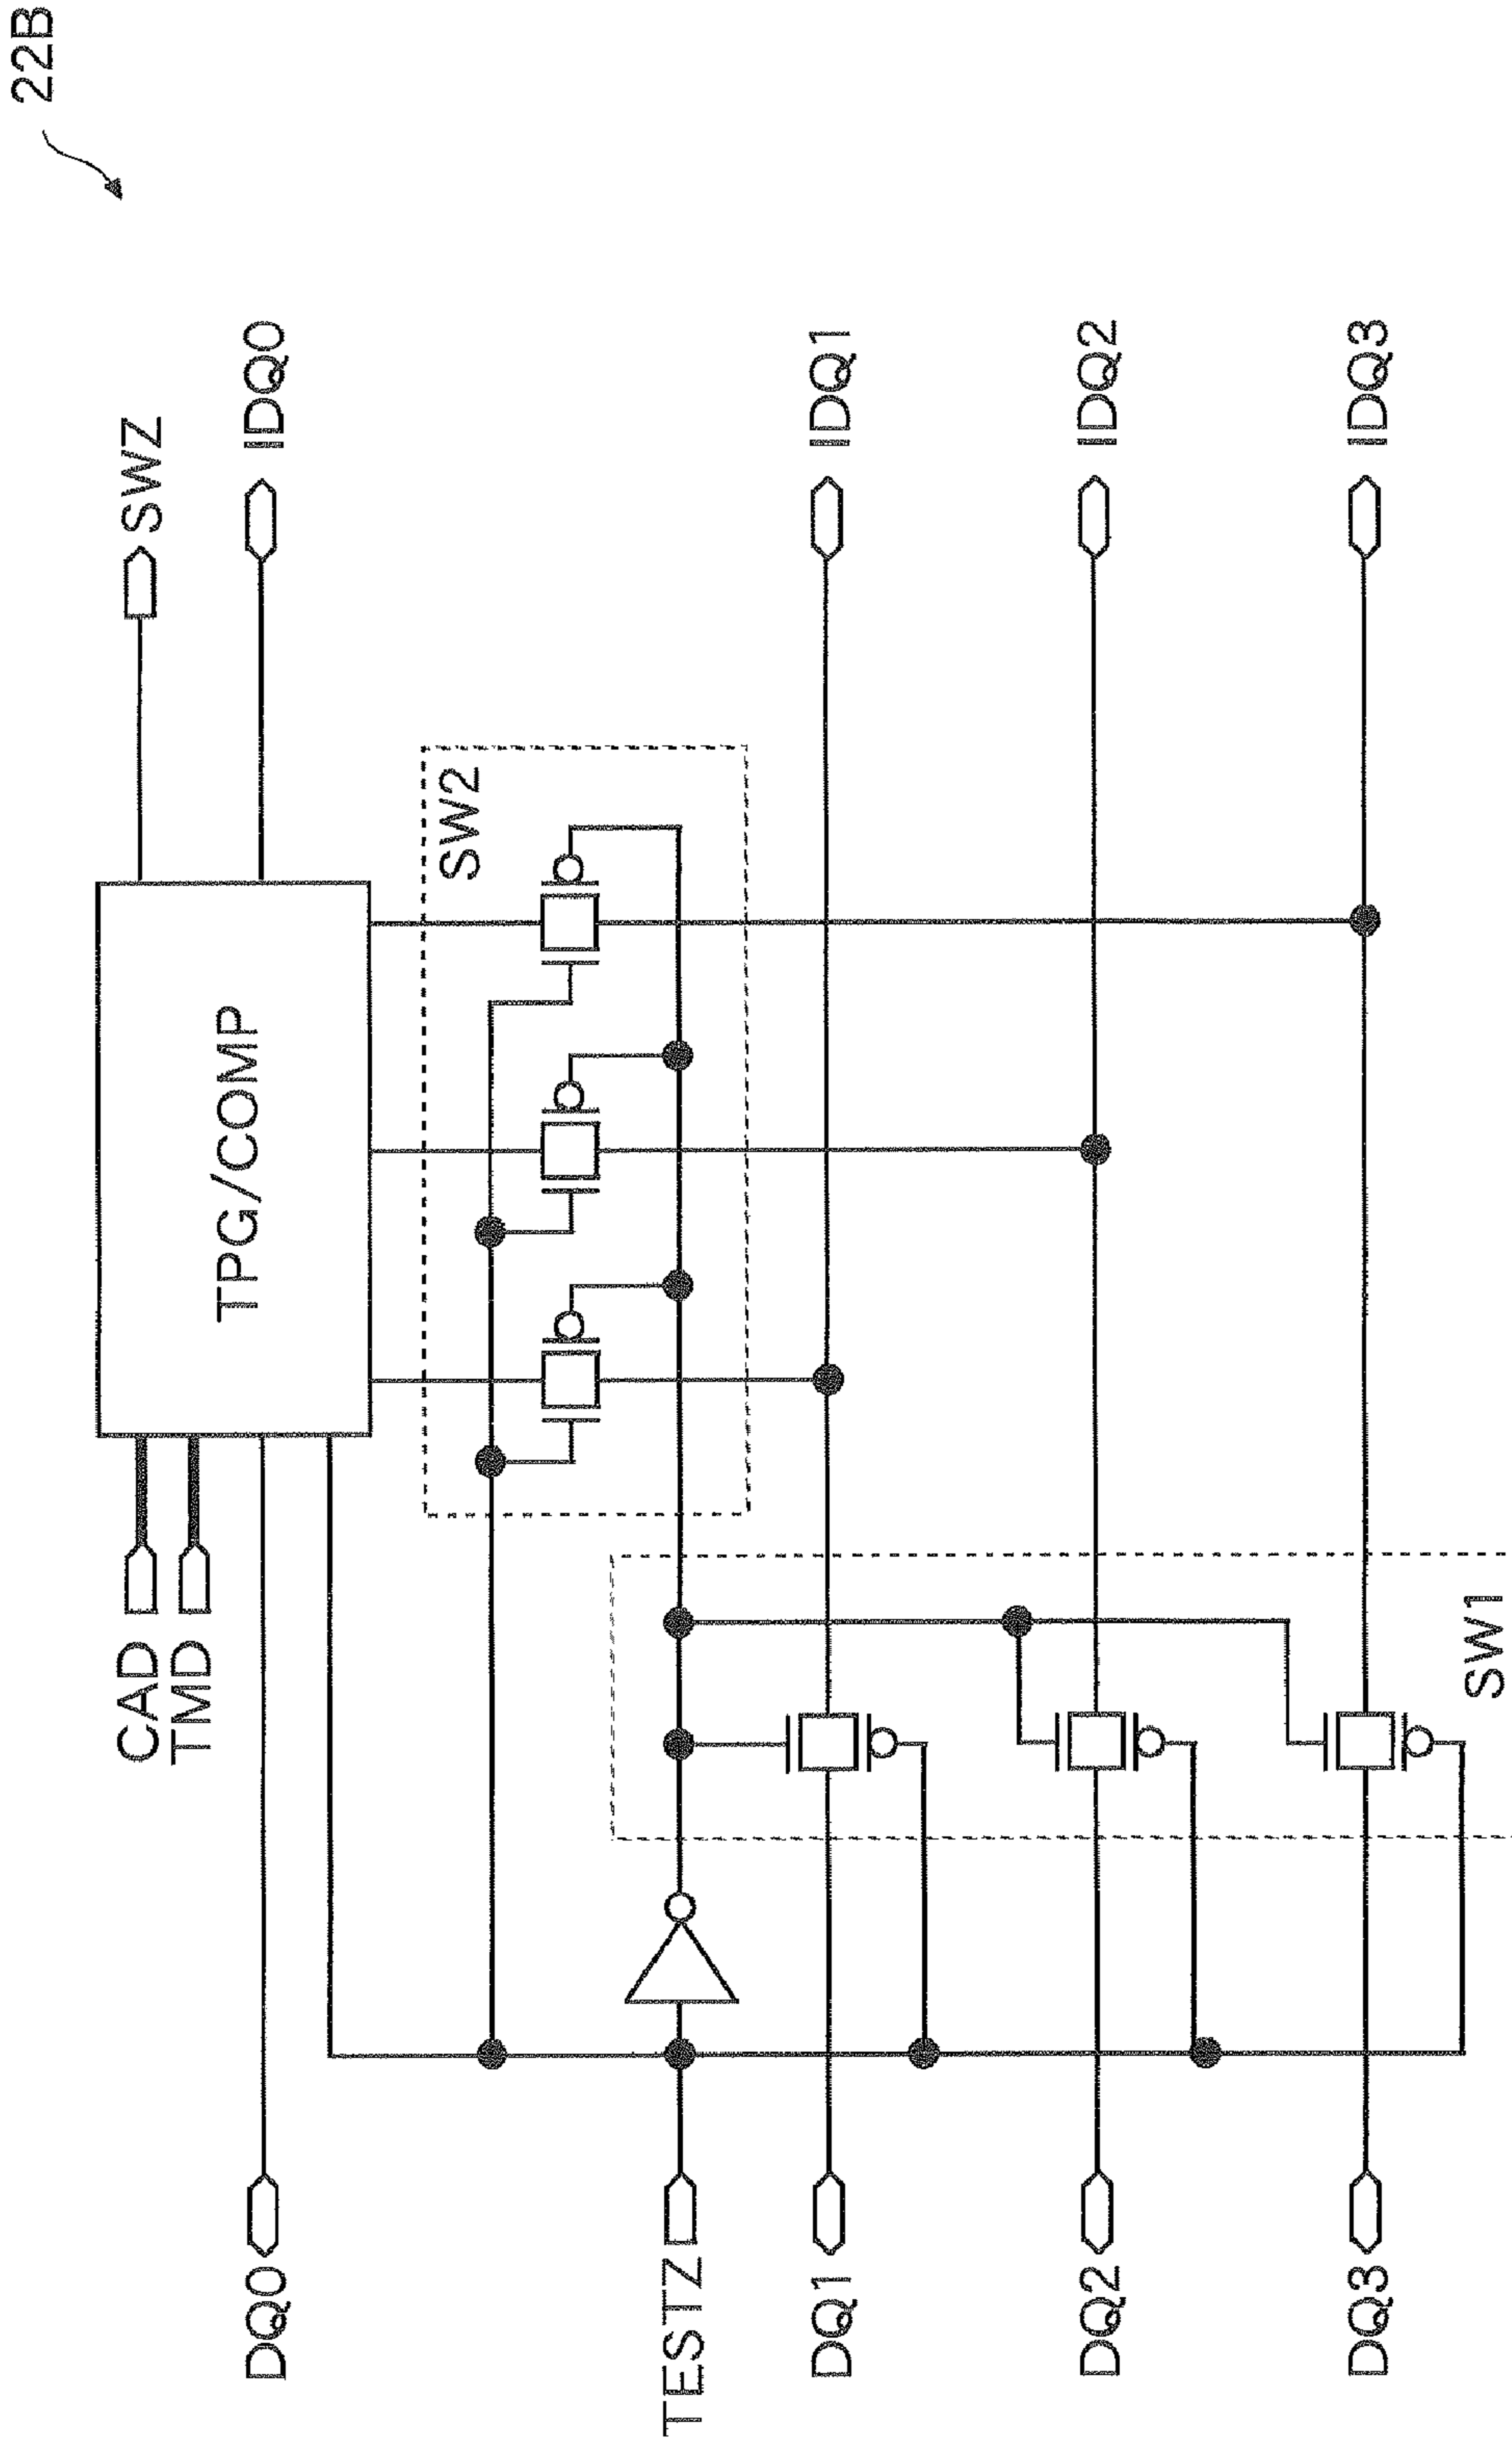 22B
CAD
TMD
SWZ
TPG/COMP
DQ0
IDQ0
SW2
TESTZ
DQ1
IDQ1
DQ2
IDQ2
DQ3
IDQ3
SW1